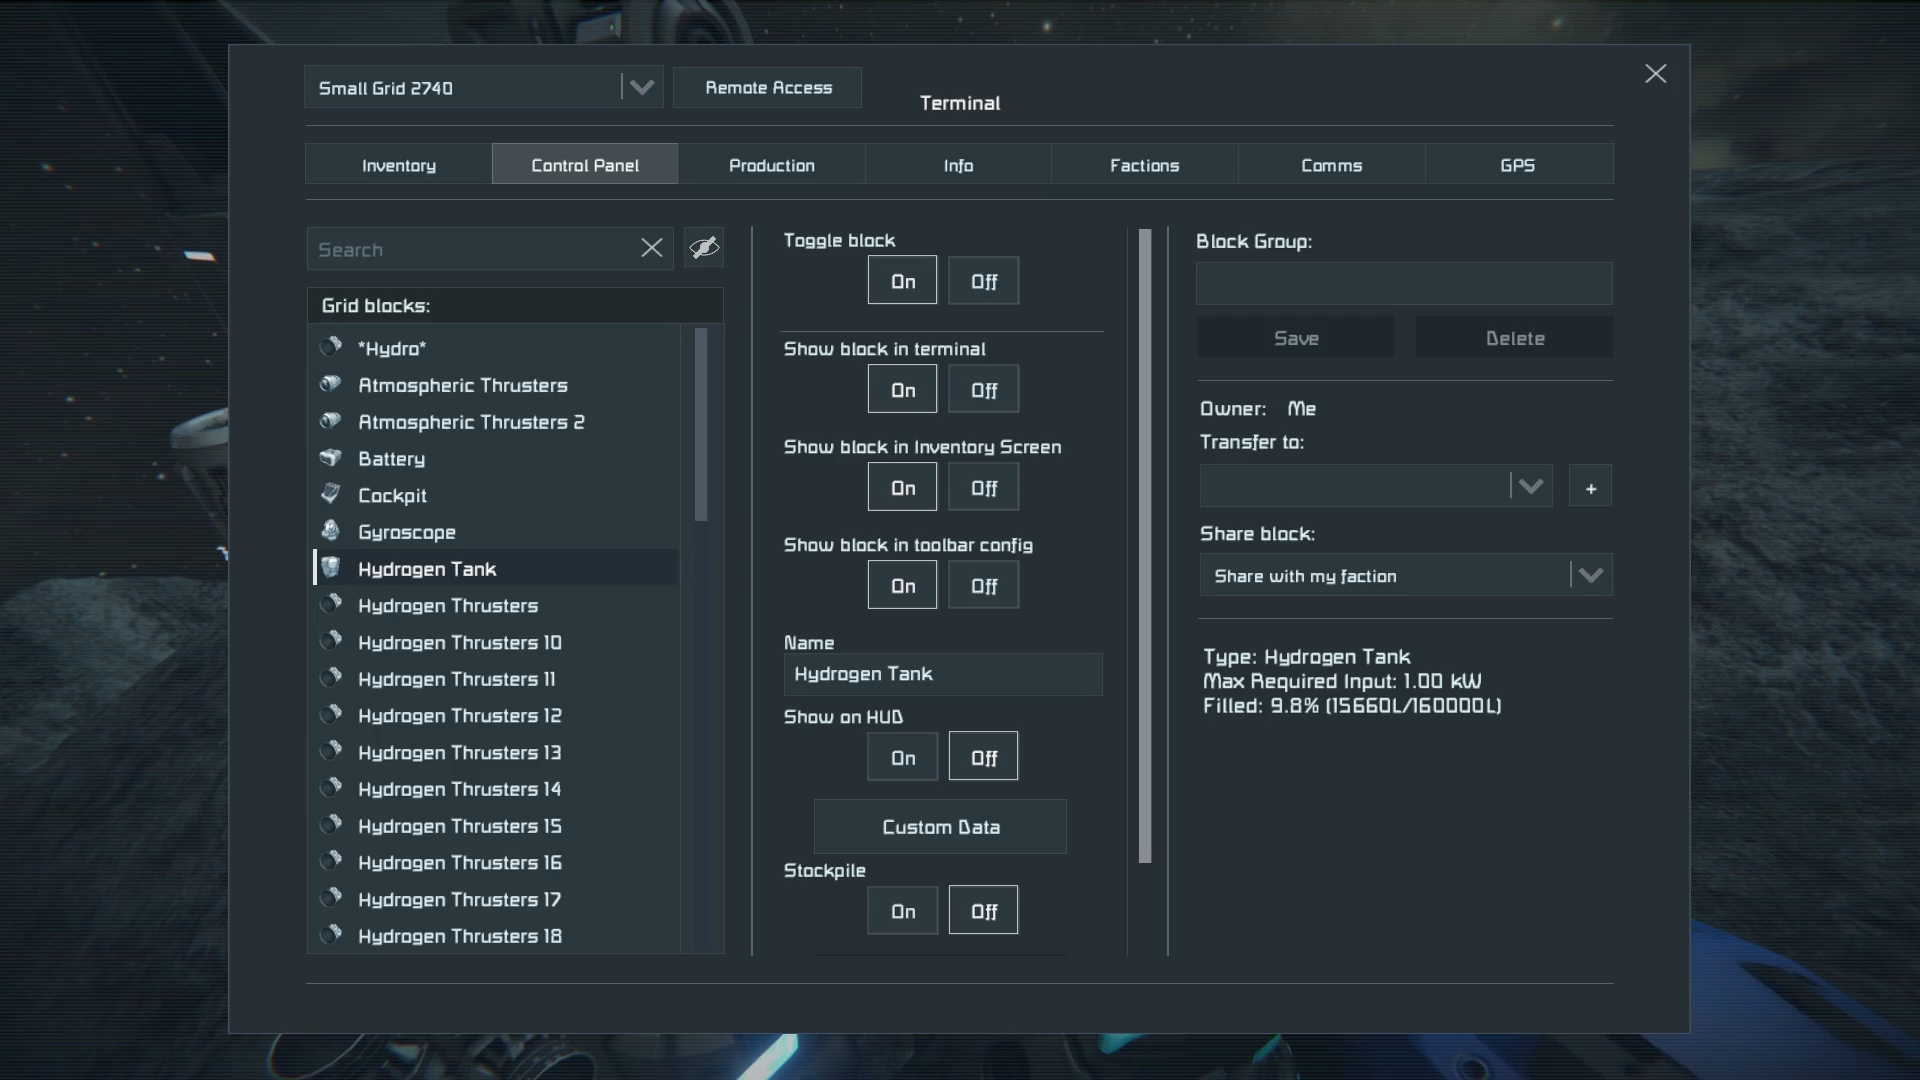 Small Grid 2740
Remote Access
Terminal
Inventory
Control Panel
Production
Info
Factions
Comms
GPS
Search
Grid blocks:
*Hydro*
Atmospheric Thrusters
Atmospheric Thrusters 2
Battery
Cockpit
Gyroscope
Hydrogen Tank
Hydrogen Thrusters
Hydrogen Thrusters 10
Hydrogen Thrusters 11
Hydrogen Thrusters 12
Hydrogen Thrusters 13
Hydrogen Thrusters 14
Hydrogen Thrusters 15
Hydrogen Thrusters 16
Hydrogen Thrusters 17
Hydrogen Thrusters 18
Toggle block
On Off
Show block in terminal
On Off
Show block in Inventory Screen
On Off
Show block in toolbar config
On Off
Name
Hydrogen Tank
Show on HUD
On Off
Custom Data
Stockpile
On Off
Block Group:
Save Delete
Owner: Me
Transfer to:
+
Share block:
Share with my faction
Type: Hydrogen Tank
Max Required Input: 1.00 kW
Filled: 9.8% (15660L/160000L)